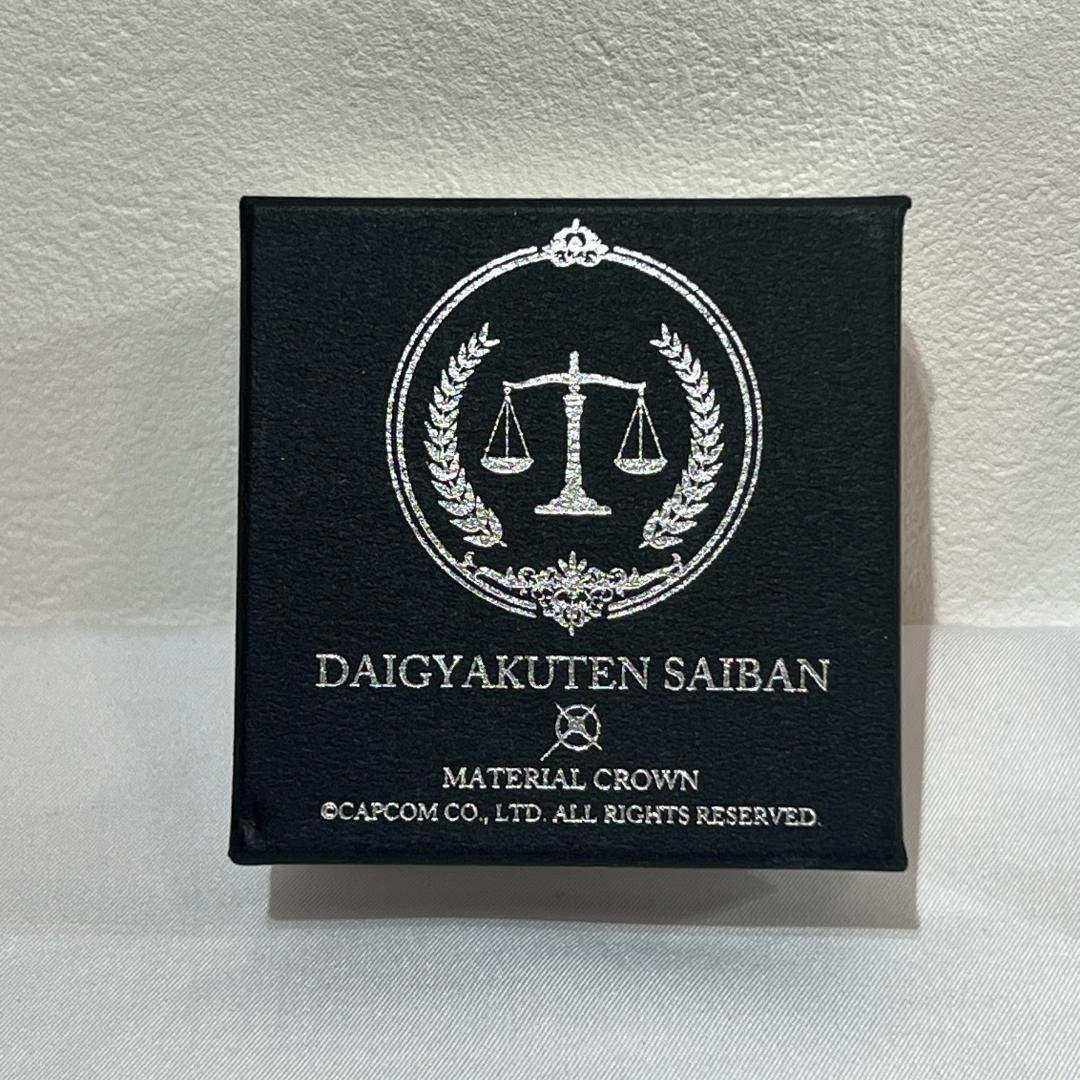 DAIGYAKUTEN SAIBAN
MATERIAL CROWN
©CAPCOM CO., LTD. ALL RIGHTS RESERVED.